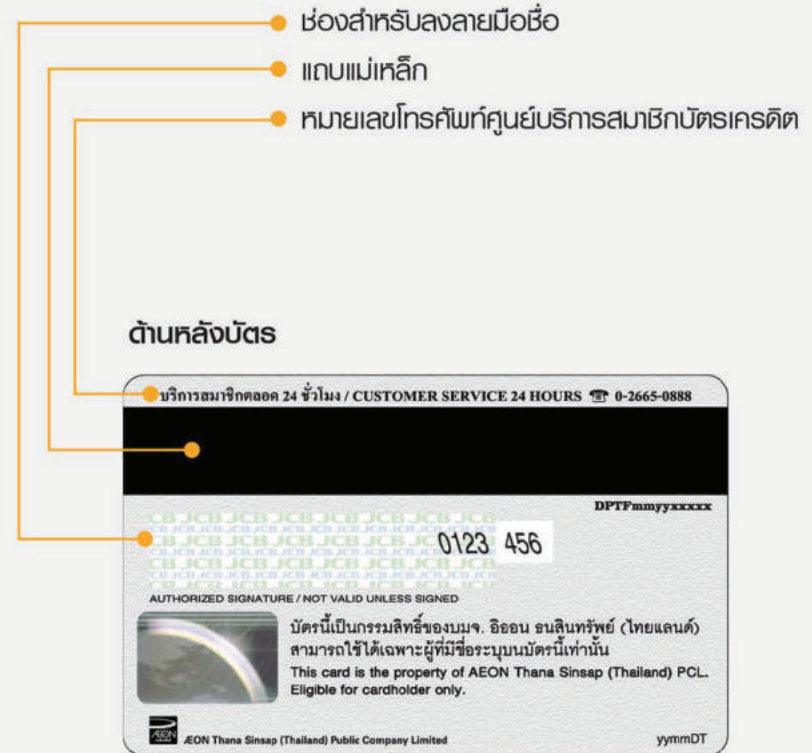 ช่องสำหรับลงลายมือชื่อ
แถบแม่เหล็ก
หมายเลขโทรศัพท์ศูนย์บริการสมาชิกบัตรเครดิต
ด้านหลังบัตร
บริการสมาชิกตลอด 24 ชั่วโมง / CUSTOMER SERVICE 24 HOURS ☎ 0-2665-0888
DPTFmmyyxxxxx
CB JCB JCB JCB JCB JCB JCB
0123 456
AUTHORIZED SIGNATURE / NOT VALID UNLESS SIGNED
บัตรนี้เป็นกรรมสิทธิ์ของบมจ. อิออน ธนสินทรัพย์ (ไทยแลนด์)
สามารถใช้ได้เฉพาะผู้ที่มีชื่อระบุบนบัตรนี้เท่านั้น
This card is the property of AEON Thana Sinsap (Thailand) PCL.
Eligible for cardholder only.
ÆON ÆON Thana Sinsap (Thailand) Public Company Limited
yymmDT